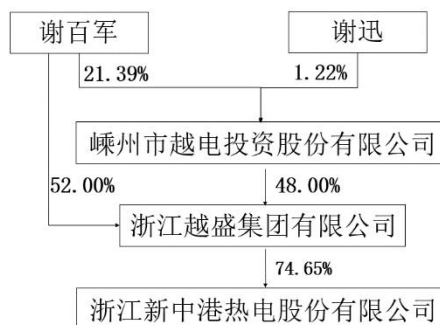 谢百军
谢迅
21.39%
1.22%
嵊州市越电投资股份有限公司
52.00%
48.00%
浙江越盛集团有限公司
74.65%
浙江新中港热电股份有限公司